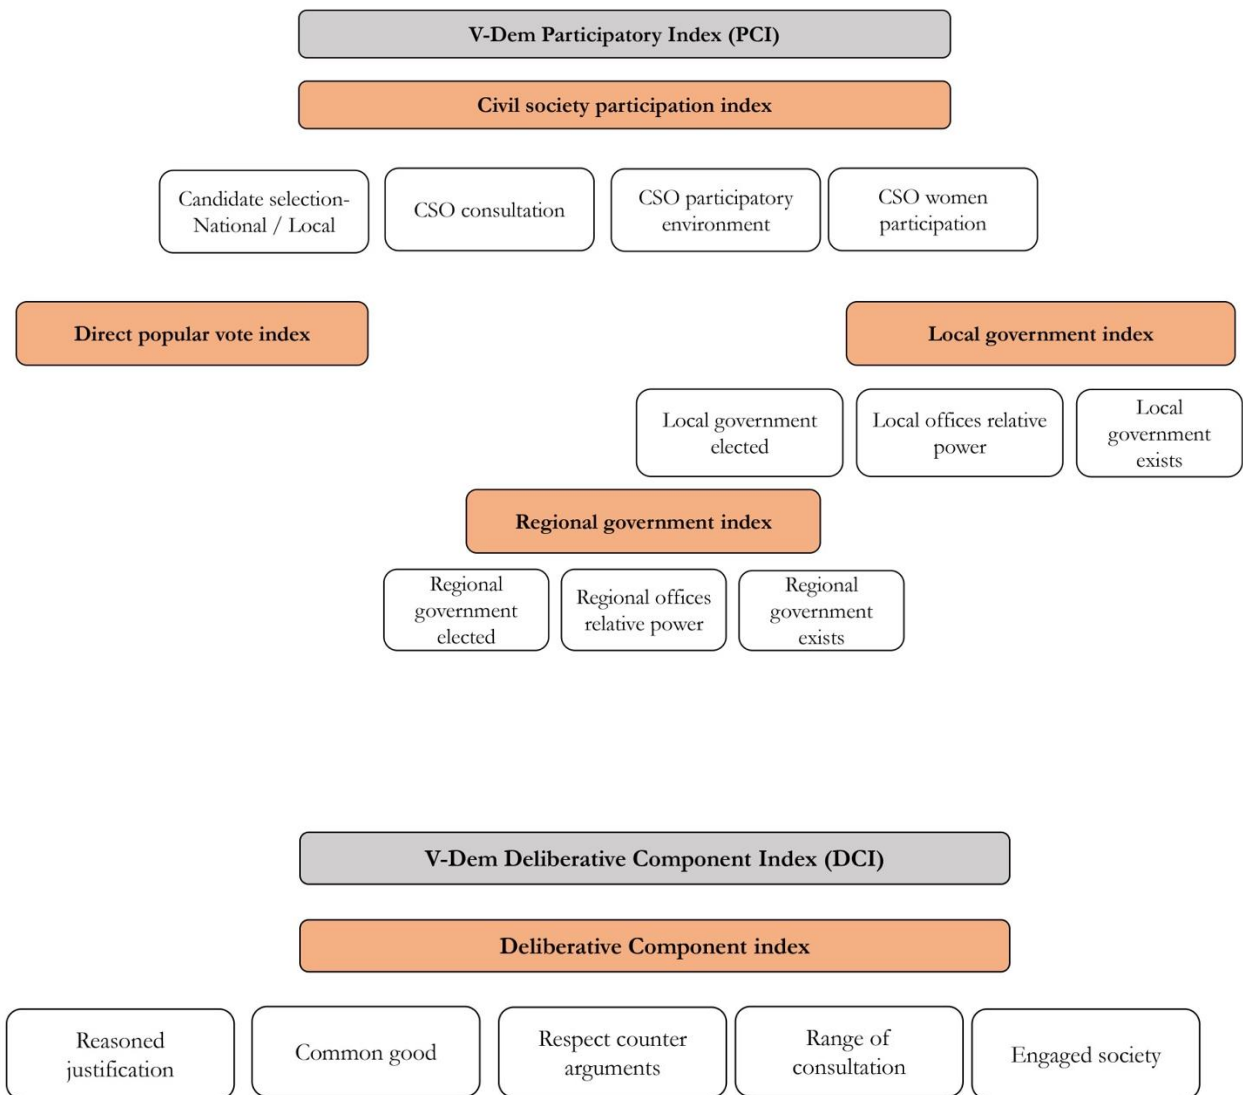 V-Dem Participatory Index (PCI)
Civil society participation index
Candidate selection-
National / Local
CSO consultation
CSO participatory
environment
CSO women
participation
Direct popular vote index
Local government index
Local government
elected
Local offices relative
power
Local
government
exists
Regional government index
Regional
government
elected
Regional offices
relative power
Regional
government
exists
V-Dem Deliberative Component Index (DCI)
Deliberative Component index
Reasoned
justification
Common good
Respect counter
arguments
Range of
consultation
Engaged society